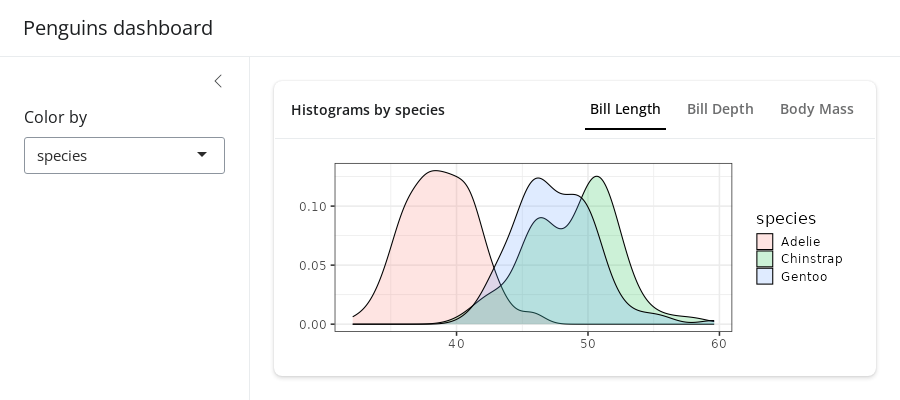 Penguins dashboard
Color by
species
Histograms by species
Bill Length
Bill Depth
Body Mass
0.10
0.05
0.00
40
50
60
species
Adelie
Chinstrap
Gentoo